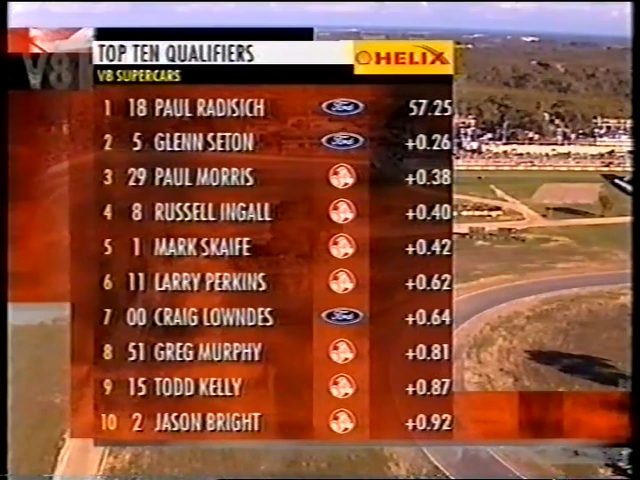 V8
TOP TEN QUALIFIERS
V8 SUPERCARS
HELIX
1 18 PAUL RADISICH Ford 57.25
2 5 GLENN SETON Ford +0.26
3 29 PAUL MORRIS +0.38
4 8 RUSSELL INGALL +0.40
5 1 MARK SKAIFE +0.42
6 11 LARRY PERKINS +0.62
7 00 CRAIG LOWNDES Ford +0.64
8 51 GREG MURPHY +0.81
9 15 TODD KELLY +0.87
10 2 JASON BRIGHT +0.92